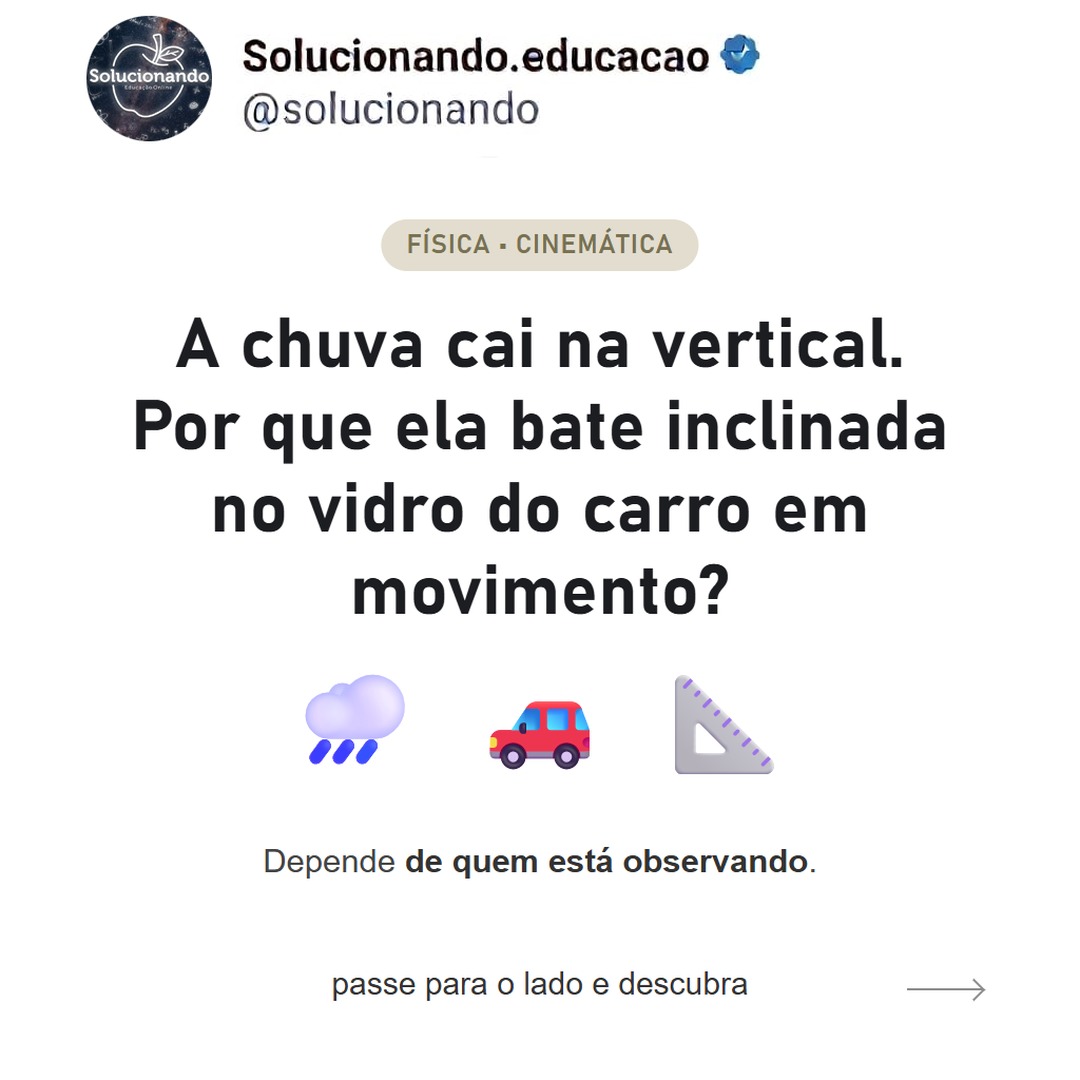 Solucionando
Educação Online
Solucionando.educacao
@solucionando
FÍSICA • CINEMÁTICA
A chuva cai na vertical.
Por que ela bate inclinada
no vidro do carro em
movimento?
Depende de quem está observando.
passe para o lado e descubra